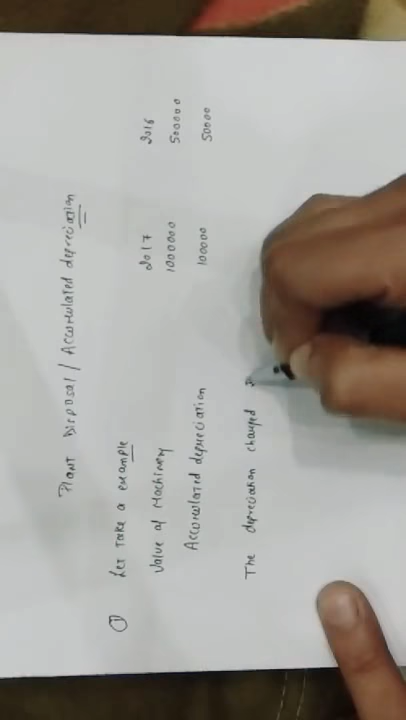 Plant Disposal / Accumulated depreciation
① Let Take a example
2017 2016
Value of Machinery 1000000 500000
Accumulated depreciation 100000 50000
The depreciation charged